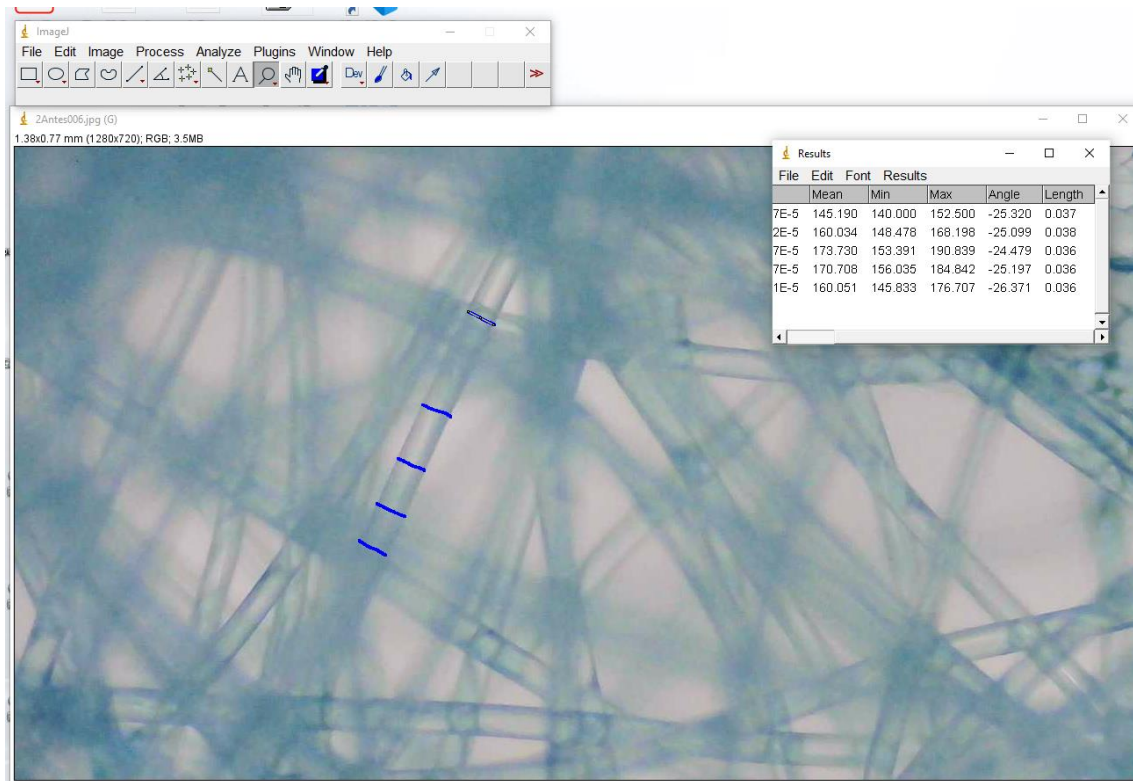 ImageJ
File Edit Image Process Analyze Plugins Window Help
A Dev >>
2Antes006.jpg (G)
1.38x0.77 mm (1280x720); RGB; 3.5MB
Results
File Edit Font Results
Mean Min Max Angle Length
7E-5 145.190 140.000 152.500 -25.320 0.037
2E-5 160.034 148.478 168.198 -25.099 0.038
7E-5 173.730 153.391 190.839 -24.479 0.036
7E-5 170.708 156.035 184.842 -25.197 0.036
1E-5 160.051 145.833 176.707 -26.371 0.036